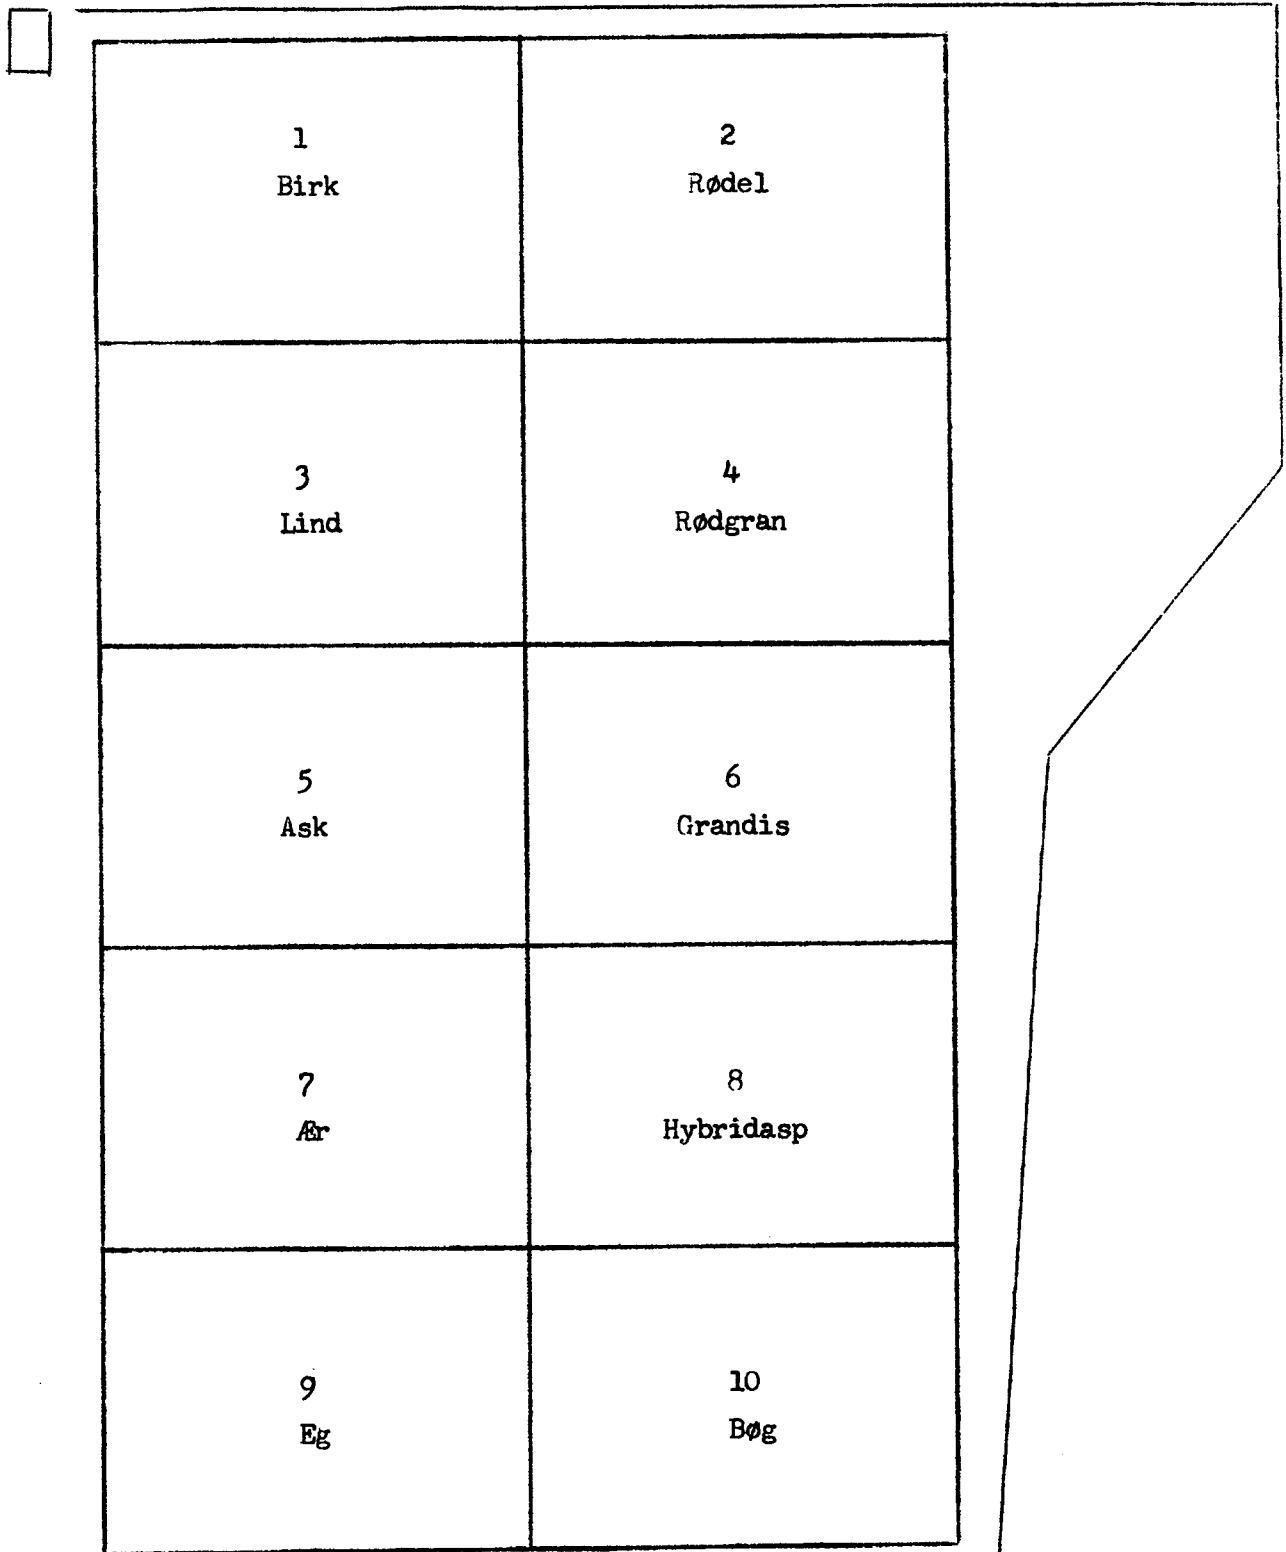 1
Birk
2
Rødel
3
Lind
4
Rødgran
5
Ask
6
Grandis
7
Ær
8
Hybridasp
9
Eg
10
Bøg